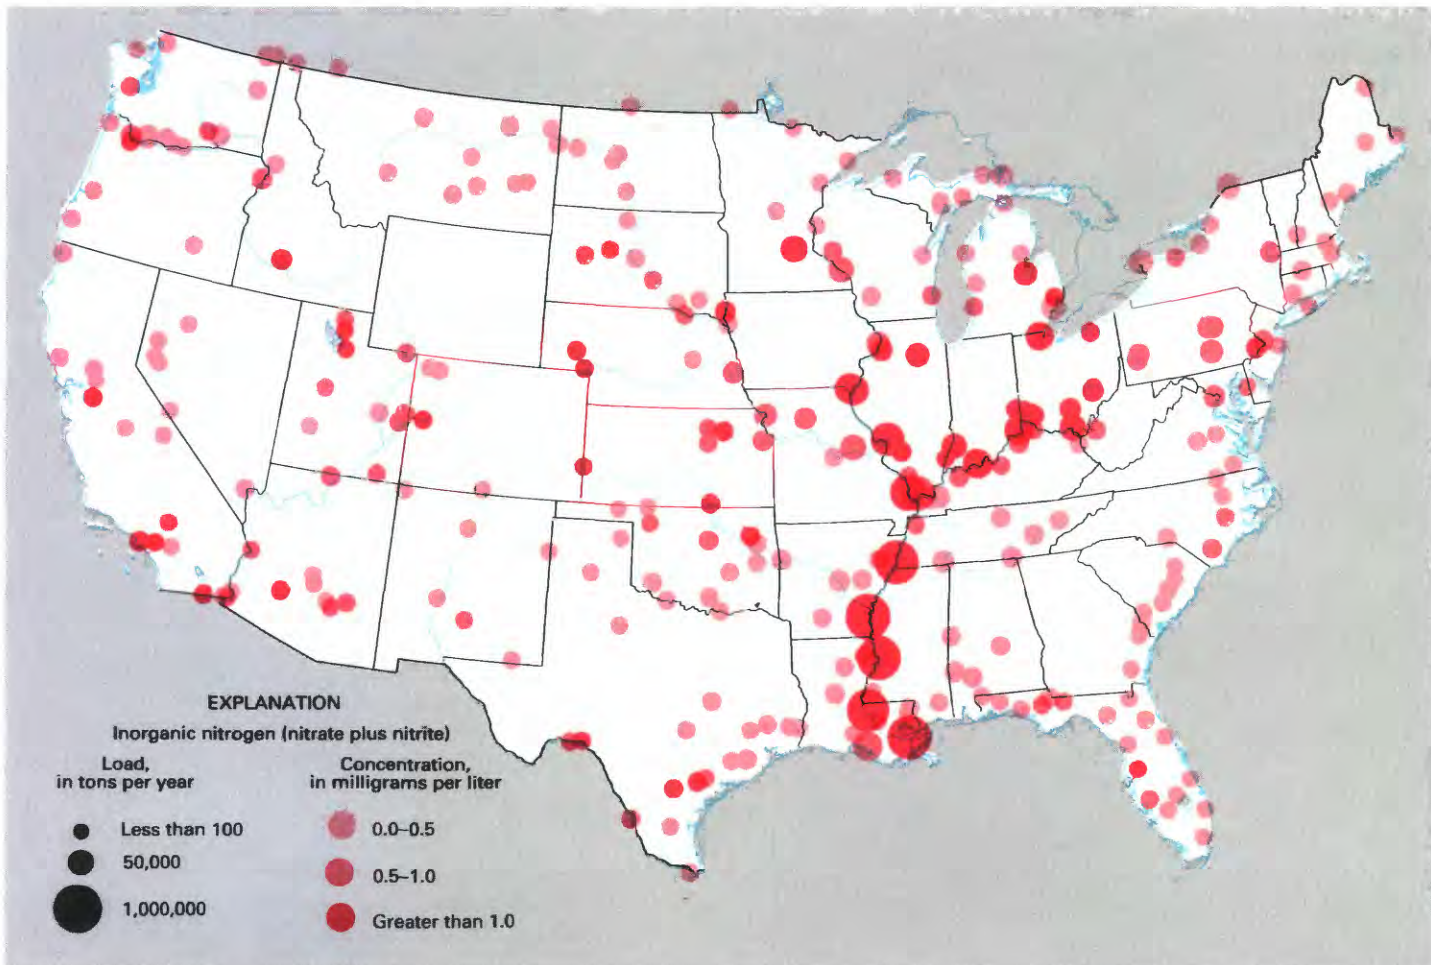 EXPLANATION
Inorganic nitrogen (nitrate plus nitrite)
Load,
in tons per year
Less than 100
50,000
1,000,000
Concentration,
in milligrams per liter
0.0–0.5
0.5–1.0
Greater than 1.0